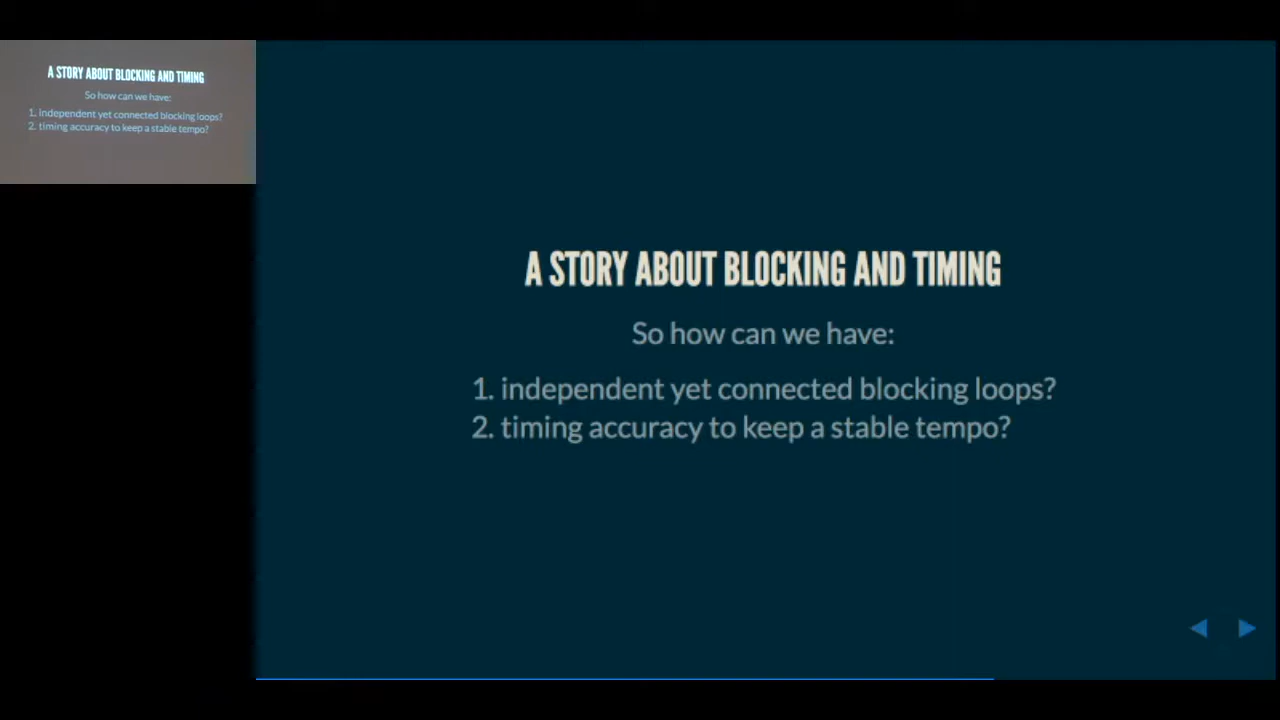 A STORY ABOUT BLOCKING AND TIMING
So how can we have:
1. independent yet connected blocking loops?
2. timing accuracy to keep a stable tempo?
A STORY ABOUT BLOCKING AND TIMING
So how can we have:
1. independent yet connected blocking loops?
2. timing accuracy to keep a stable tempo?